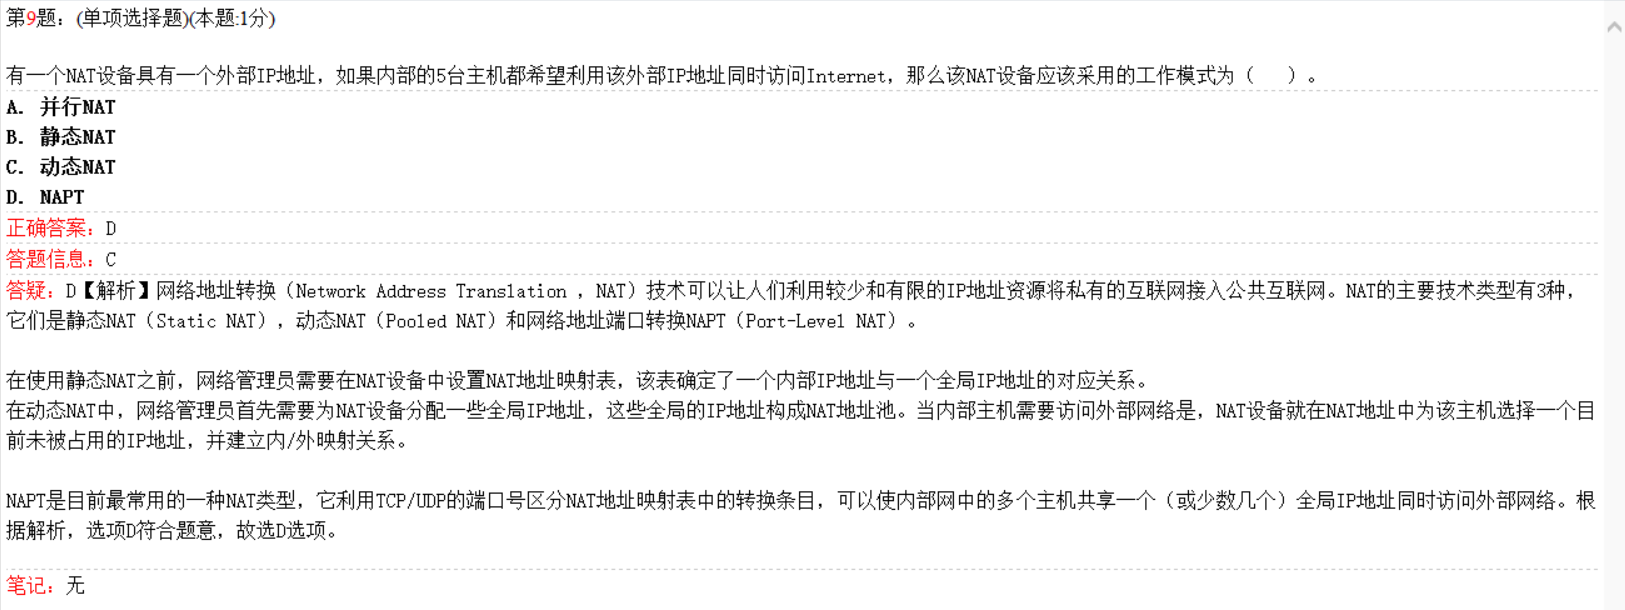 第9题：(单项选择题)(本题:1分)
有一个NAT设备具有一个外部IP地址，如果内部的5台主机都希望利用该外部IP地址同时访问Internet，那么该NAT设备应该采用的工作模式为（   ）。
A. 并行NAT
B. 静态NAT
C. 动态NAT
D. NAPT
正确答案：D
答题信息：C
答疑：D【解析】网络地址转换（Network Address Translation ，NAT）技术可以让人们利用较少和有限的IP地址资源将私有的互联网接入公共互联网。NAT的主要技术类型有3种，
它们是静态NAT（Static NAT），动态NAT（Pooled NAT）和网络地址端口转换NAPT（Port-Level NAT）。
在使用静态NAT之前，网络管理员需要在NAT设备中设置NAT地址映射表，该表确定了一个内部IP地址与一个全局IP地址的对应关系。
在动态NAT中，网络管理员首先需要为NAT设备分配一些全局IP地址，这些全局的IP地址构成NAT地址池。当内部主机需要访问外部网络是，NAT设备就在NAT地址中为该主机选择一个目
前未被占用的IP地址，并建立内/外映射关系。
NAPT是目前最常用的一种NAT类型，它利用TCP/UDP的端口号区分NAT地址映射表中的转换条目，可以使内部网中的多个主机共享一个（或少数几个）全局IP地址同时访问外部网络。根
据解析，选项D符合题意，故选D选项。
笔记：无